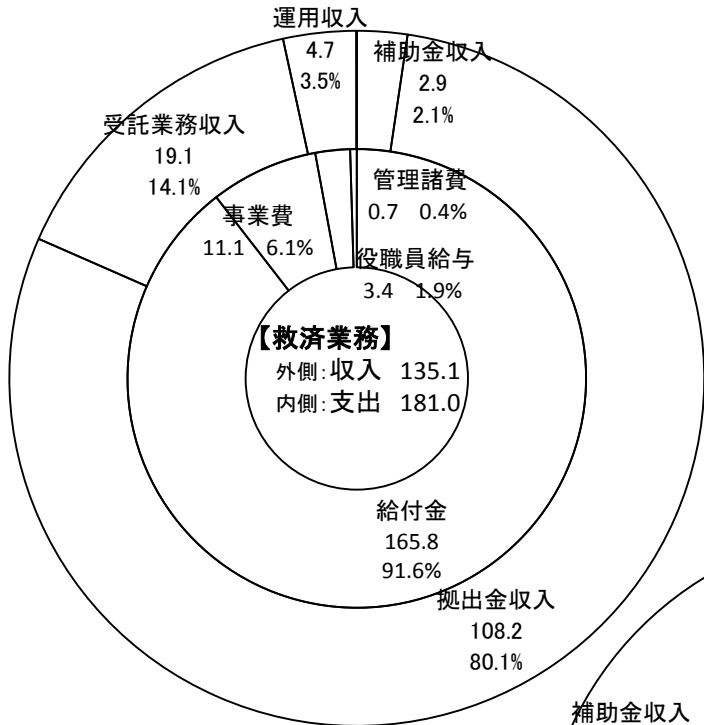 運用収入
4.7
3.5%
補助金収入
2.9
2.1%
受託業務収入
19.1
14.1%
管理諸費
0.7 0.4%
事業費
11.1 6.1%
役職員給与
3.4 1.9%
【救済業務】
外側:収入 135.1
内側:支出 181.0
給付金
165.8
91.6%
拠出金収入
108.2
80.1%
補助金収入